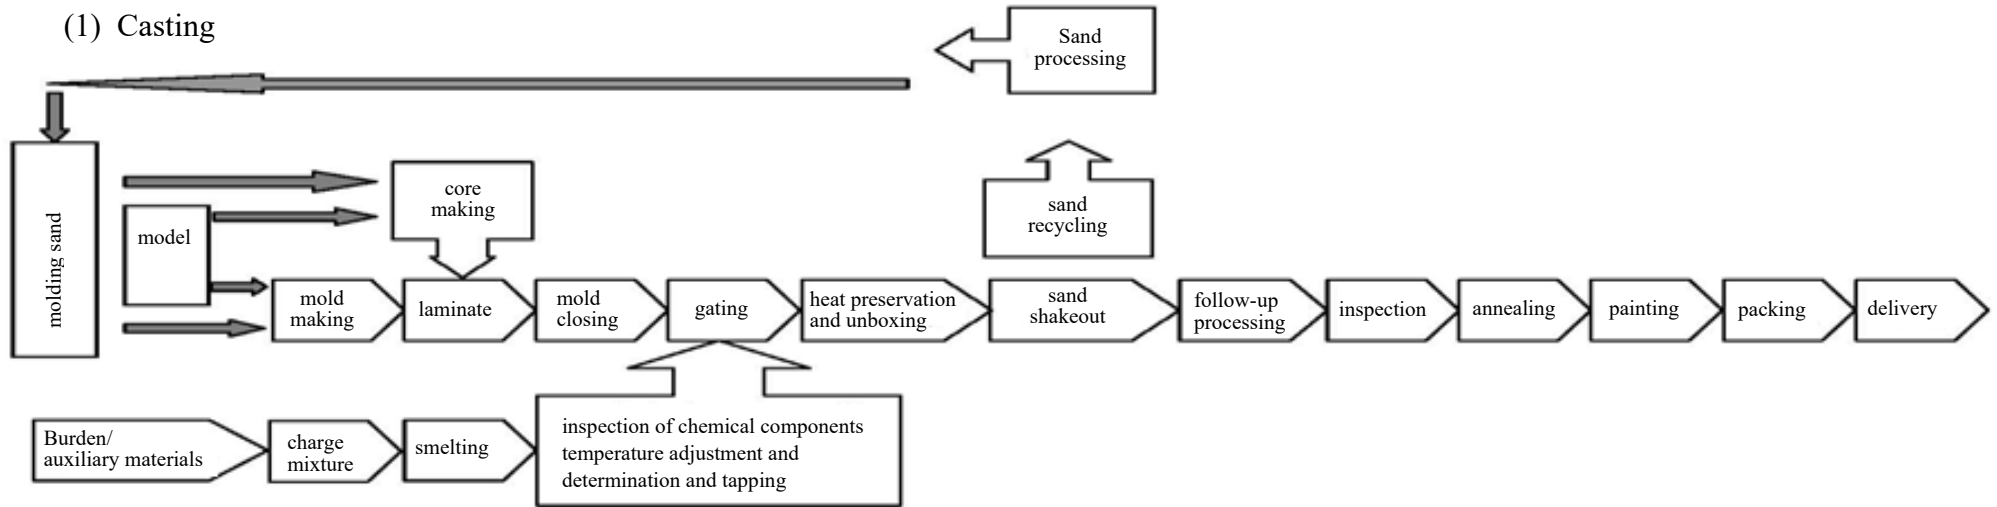 (1) Casting
Sand
processing
molding sand
core
making
model
sand
recycling
mold
making
laminate
mold
closing
gating
heat preservation
and unboxing
sand
shakeout
follow-up
processing
inspection
annealing
painting
packing
delivery
Burden/
auxiliary materials
charge
mixture
smelting
inspection of chemical components
temperature adjustment and
determination and tapping